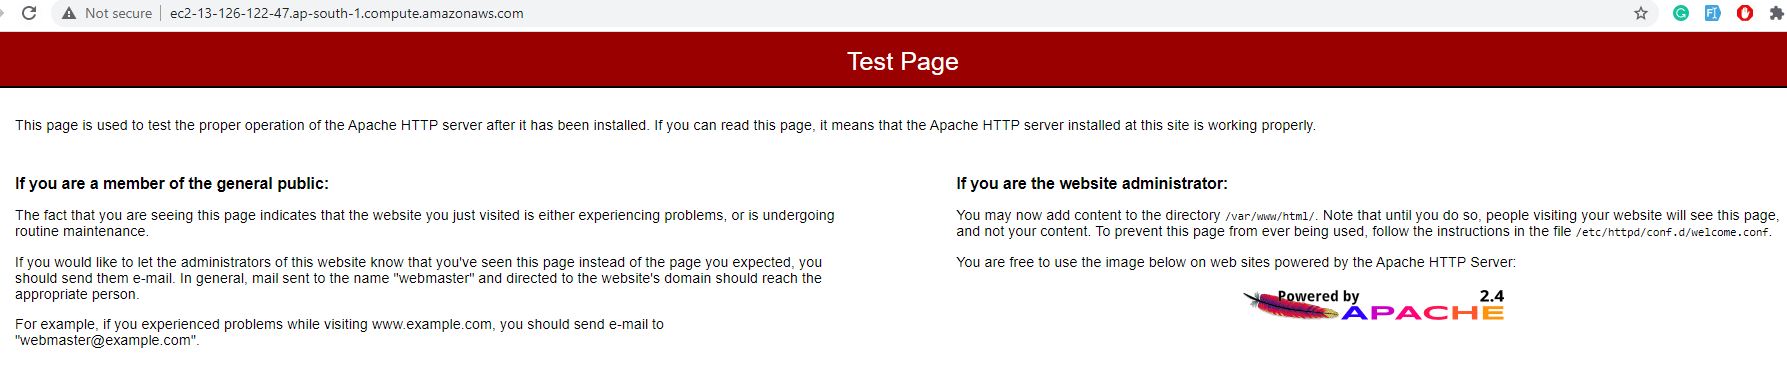 Not secure ec2-13-126-122-47.ap-south-1.compute.amazonaws.com
Test Page
This page is used to test the proper operation of the Apache HTTP server after it has been installed. If you can read this page, it means that the Apache HTTP server installed at this site is working properly.
If you are a member of the general public:
The fact that you are seeing this page indicates that the website you just visited is either experiencing problems, or is undergoing
routine maintenance.
If you would like to let the administrators of this website know that you've seen this page instead of the page you expected, you
should send them e-mail. In general, mail sent to the name "webmaster" and directed to the website's domain should reach the
appropriate person.
For example, if you experienced problems while visiting www.example.com, you should send e-mail to
"webmaster@example.com".
If you are the website administrator:
You may now add content to the directory /var/www/html/. Note that until you do so, people visiting your website will see this page,
and not your content. To prevent this page from ever being used, follow the instructions in the file /etc/httpd/conf.d/welcome.conf.
You are free to use the image below on web sites powered by the Apache HTTP Server:
Powered by 2.4
APACHE